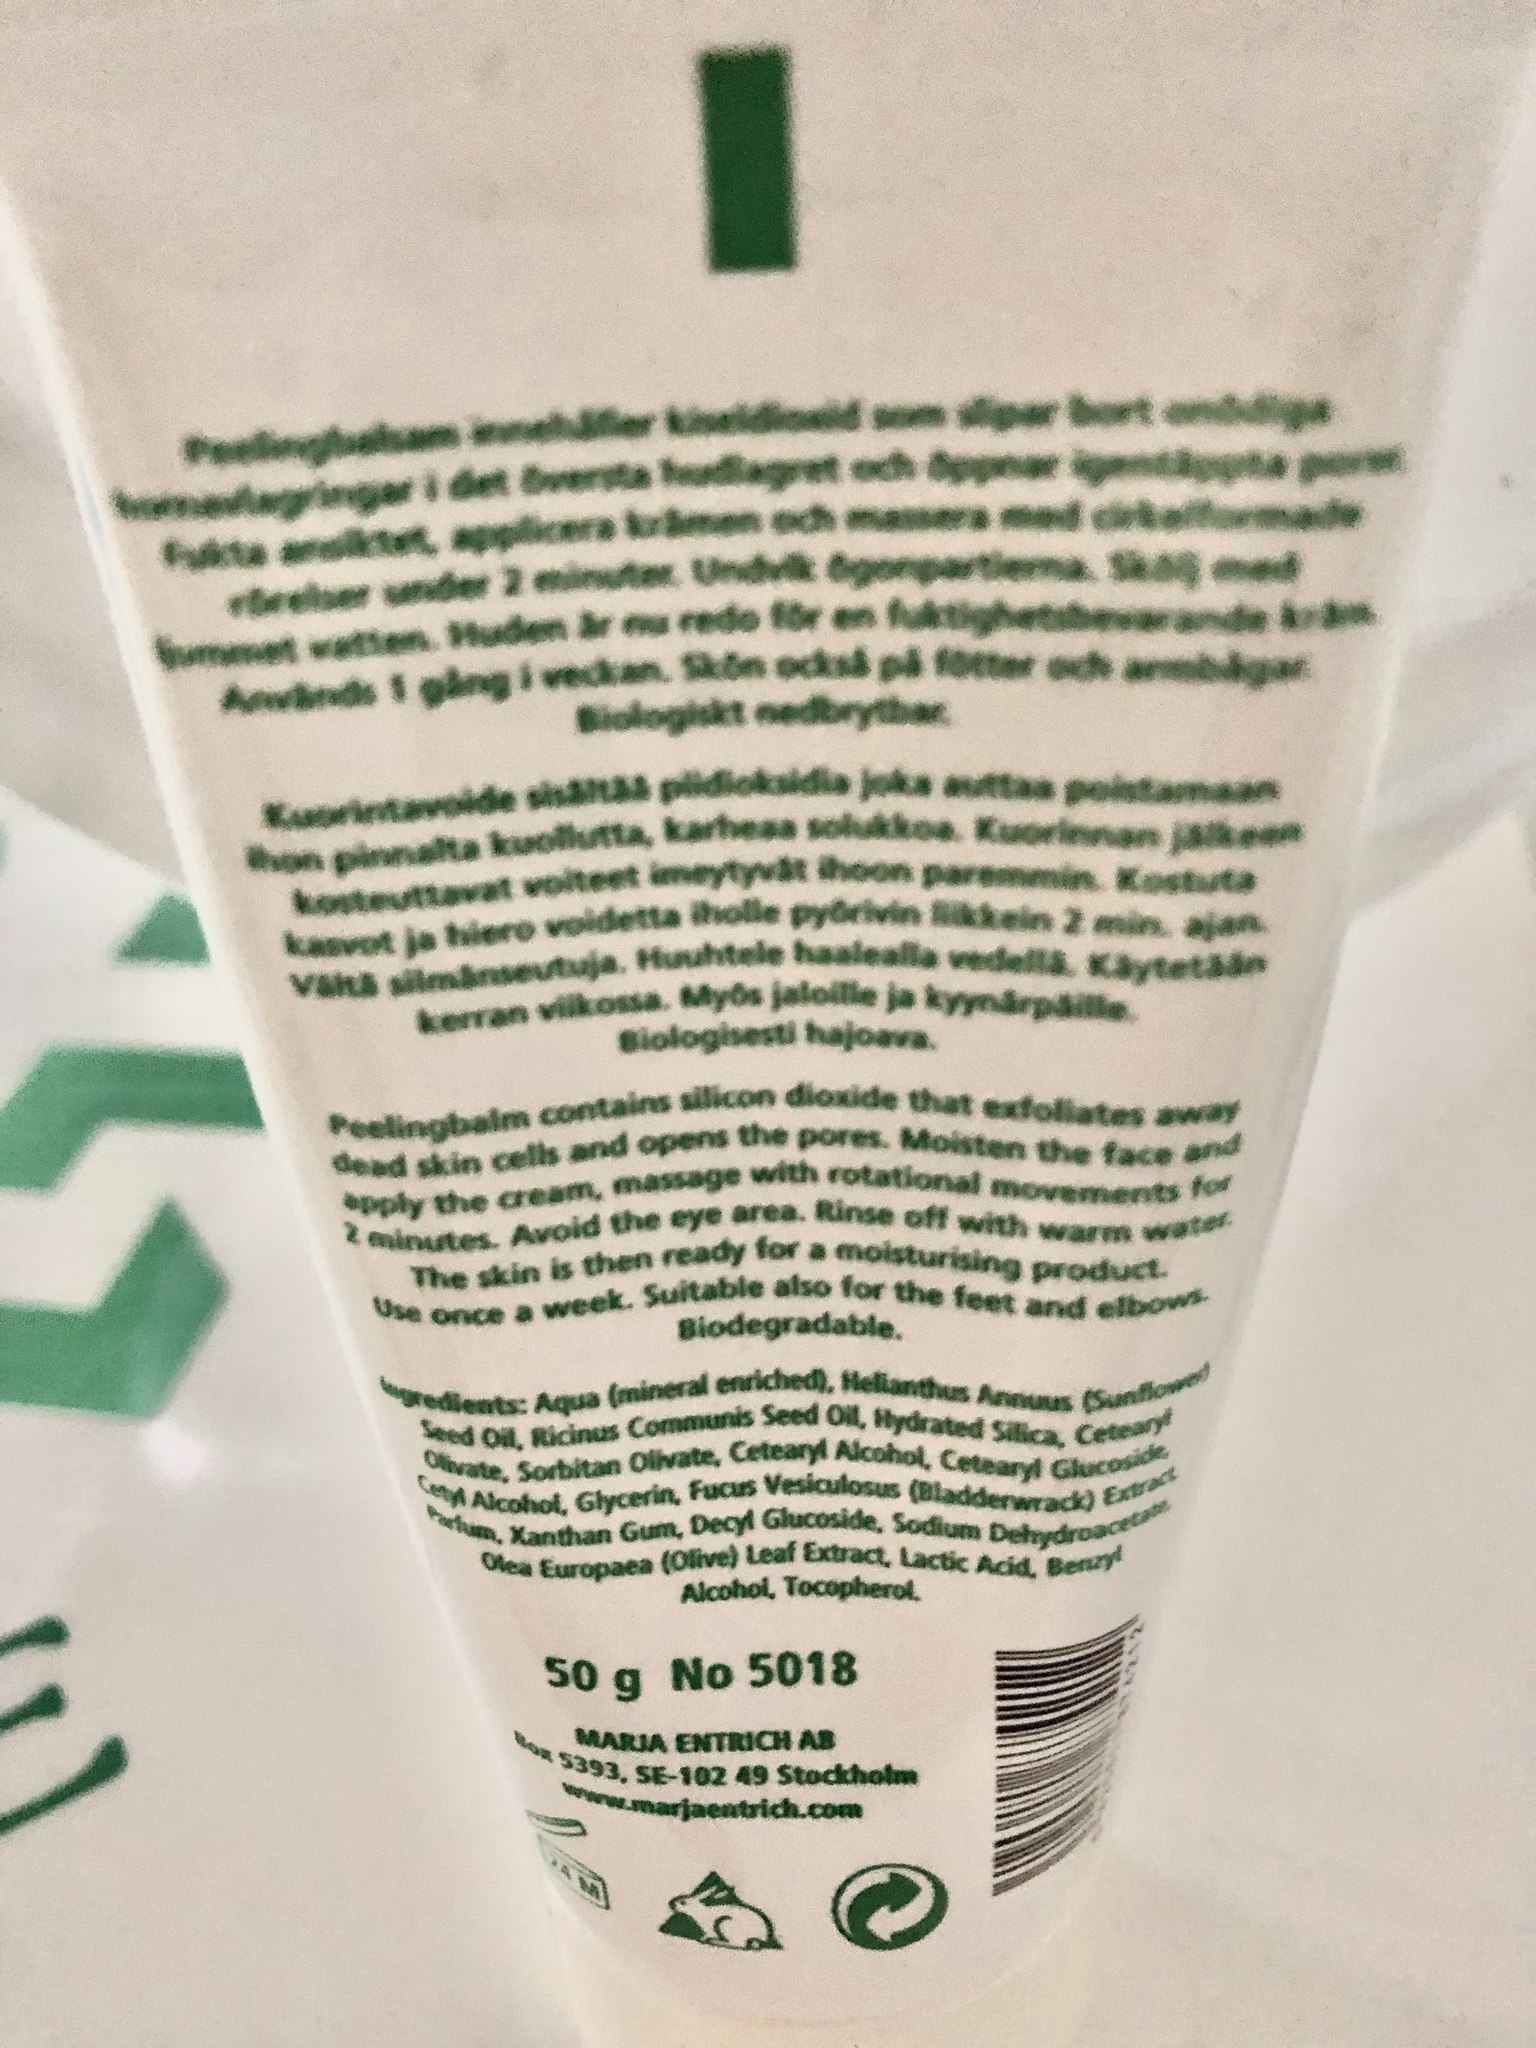 Peelingbalsam innehåller kiseldioxid som slipar bort onödiga
hornavlagringar i det översta hudlagret och öppnar igentäppta porer.
Fukta ansiktet, applicera krämen och massera med cirkelformade
rörelser under 2 minuter. Undvik ögonpartierna. Skölj med
ljummet vatten. Huden är nu redo för en fuktighetsbevarande kräm.
Används 1 gång i veckan. Skön också på fötter och armbågar.
Biologiskt nedbrytbar.
Kuorintavoide sisältää piidioksidia joka auttaa poistamaan
ihon pinnalta kuollutta, karheaa solukkoa. Kuorinnan jälkeen
kosteuttavat voiteet imeytyvät ihoon paremmin. Kostuta
kasvot ja hiero voidetta iholle pyörivin liikkein 2 min. ajan.
Vältä silmänseutuja. Huuhtele haalealla vedellä. Käytetään
kerran viikossa. Myös jaloille ja kyynärpäille.
Biologisesti hajoava.
Peelingbalm contains silicon dioxide that exfoliates away
dead skin cells and opens the pores. Moisten the face and
apply the cream, massage with rotational movements for
2 minutes. Avoid the eye area. Rinse off with warm water.
The skin is then ready for a moisturising product.
Use once a week. Suitable also for the feet and elbows.
Biodegradable.
Ingredients: Aqua (mineral enriched), Helianthus Annuus (Sunflower)
Seed Oil, Ricinus Communis Seed Oil, Hydrated Silica, Cetearyl
Olivate, Sorbitan Olivate, Cetearyl Alcohol, Cetearyl Glucoside,
Cetyl Alcohol, Glycerin, Fucus Vesiculosus (Bladderwrack) Extract,
Parfum, Xanthan Gum, Decyl Glucoside, Sodium Dehydroacetate,
Olea Europaea (Olive) Leaf Extract, Lactic Acid, Benzyl
Alcohol, Tocopherol.
50 g No 5018
MARJA ENTRICH AB
Box 5393, SE-102 49 Stockholm
www.marjaentrich.com
24 M